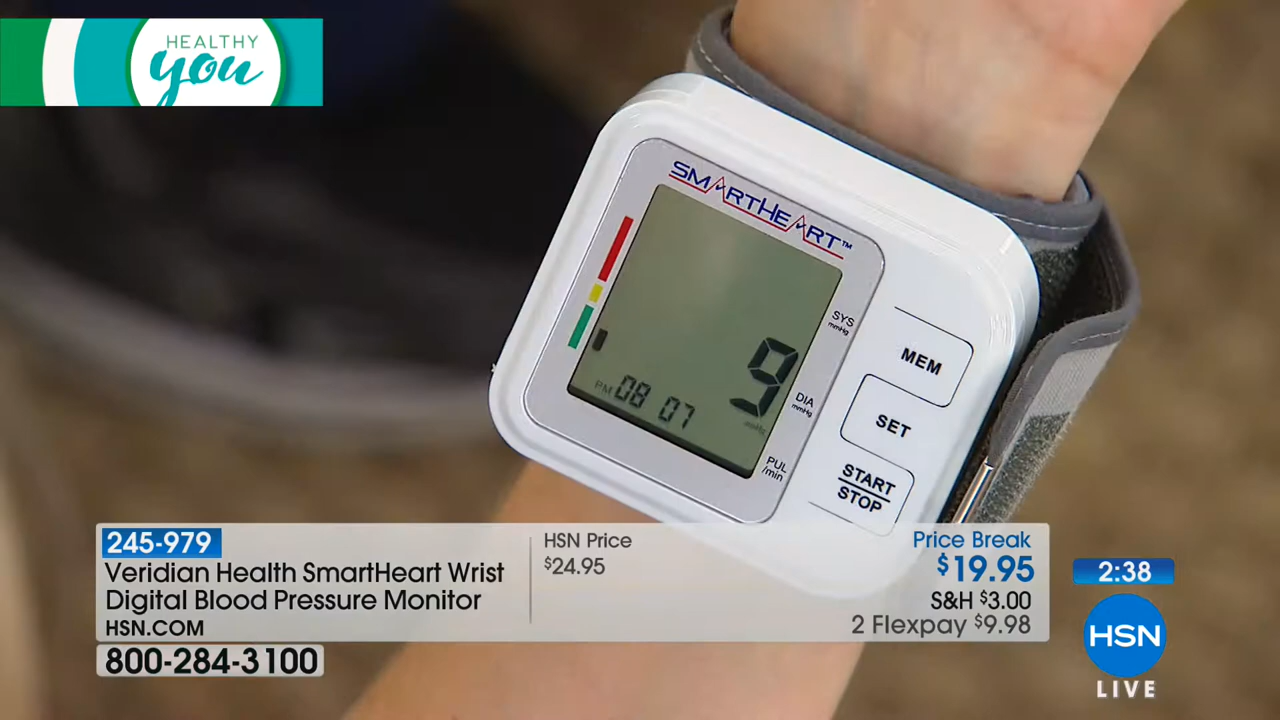 HEALTHY
you
SMARTHEART™
SYS
mmHg
9
DIA
mmHg
PM 08 07
mmHg
PUL
/min
MEM
SET
START
STOP
245-979
Veridian Health SmartHeart Wrist
Digital Blood Pressure Monitor
HSN.COM
800-284-3100
HSN Price
$24.95
Price Break
$19.95
S&H $3.00
2 Flexpay $9.98
2:38
HSN
LIVE